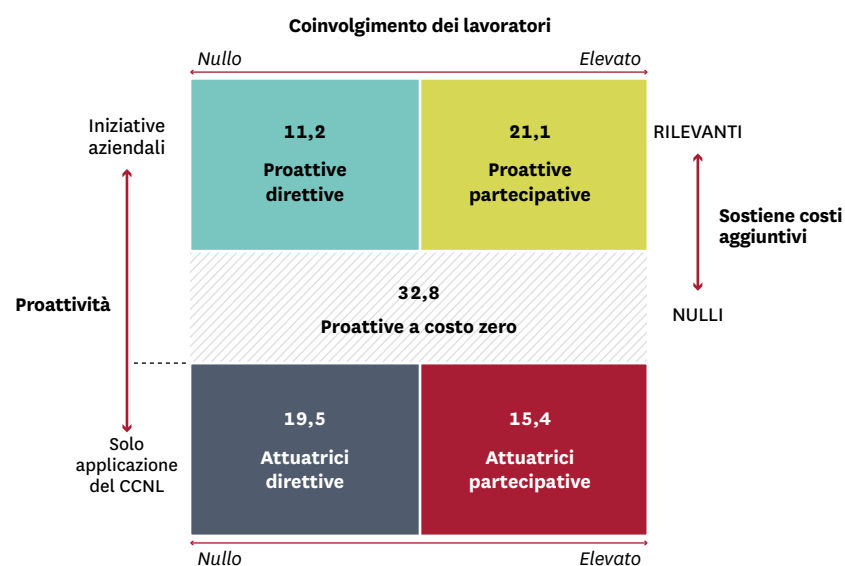 Coinvolgimento dei lavoratori
Nullo
Elevato
Iniziative
aziendali
11,2
Proattive
direttive
21,1
Proattive
partecipative
RILEVANTI
Sostiene costi
aggiuntivi
NULLI
Proattività
32,8
Proattive a costo zero
19,5
Attuatrici
direttive
15,4
Attuatrici
partecipative
Solo
applicazione
del CCNL
Nullo
Elevato